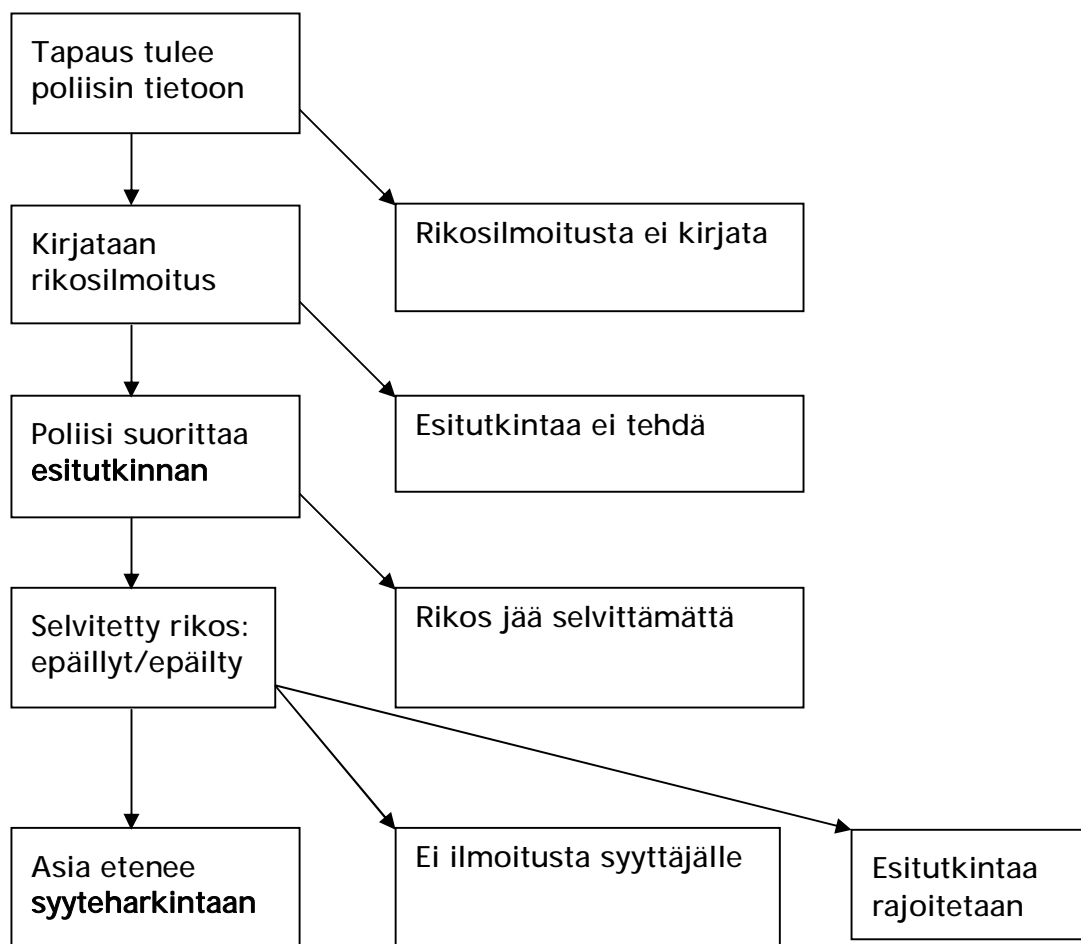 Tapaus tulee
poliisin tietoon
Rikosilmoitusta ei kirjata
Kirjataan
rikosilmoitus
Esitutkintaa ei tehdä
Poliisi suorittaa
esitutkinnan
Rikos jää selvittämättä
Selvitetty rikos:
epäillyt/epäilty
Ei ilmoitusta syyttäjälle
Asia etenee
syyteharkintaan
Esitutkintaa
rajoitetaan